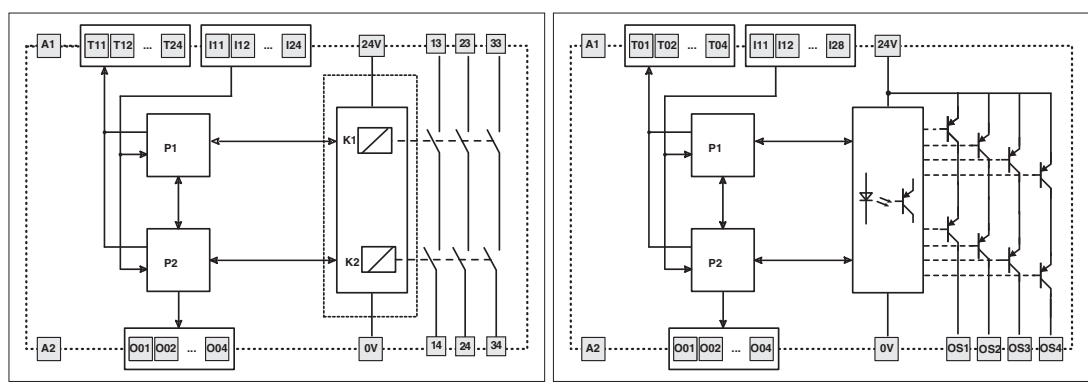 A1 T11 T12 ... T24 I11 I12 ... I24 24V 13 23 33
P1 K1
P2 K2
A2 O01 O02 ... O04 0V 14 24 34
A1 T01 T02 ... T04 I11 I12 ... I28 24V
P1
P2
A2 O01 O02 ... O04 0V OS1 OS2 OS3 OS4